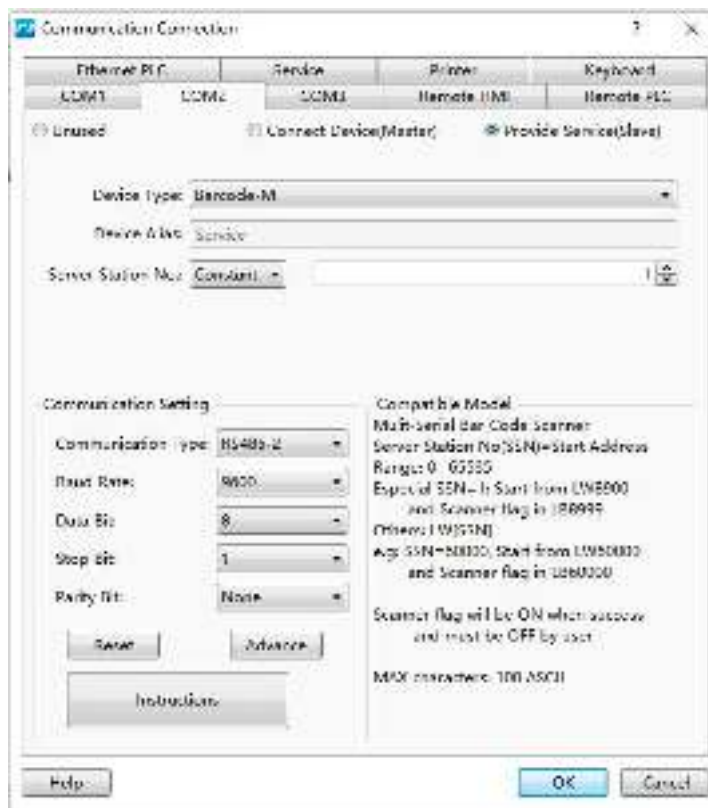 Communication Connection
Ethernet PLC Service Printer Keyboard
COM1 COM2 COM3 Remote HMI Remote PLC
Unused Connect Device(Master) Provide Service(Slave)
Device Type: Barcode-M
Device Alias: Service
Server Station No.: Constant 1
Communication Setting
Communication Type: RS485-2
Baud Rate: 9600
Data Bit: 8
Stop Bit: 1
Parity Bit: None
Reset Advance
Instructions
Compatible Model
Serial Bar Code Scanner
Server Station No(SSN)=Start Address
Range: 0 65535
Especial SSN= Start from LW8900
and Scanner flag in LB8999
Others: LW(SSN)
e.g: SSN=60000, Start from LW60000
and Scanner flag in LB60000
Scanner flag will be ON when success
and must be OFF by user
MAX characters: 100 ASCII
Help OK Cancel